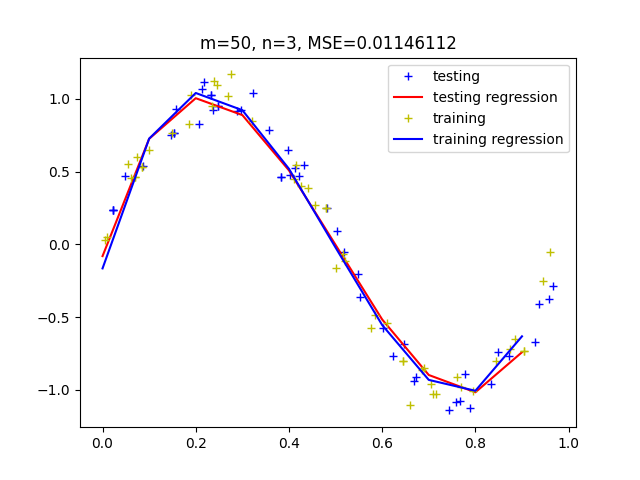 m=50, n=3, MSE=0.01146112
testing
testing regression
training
training regression
1.0
0.5
0.0
−0.5
−1.0
0.0 0.2 0.4 0.6 0.8 1.0